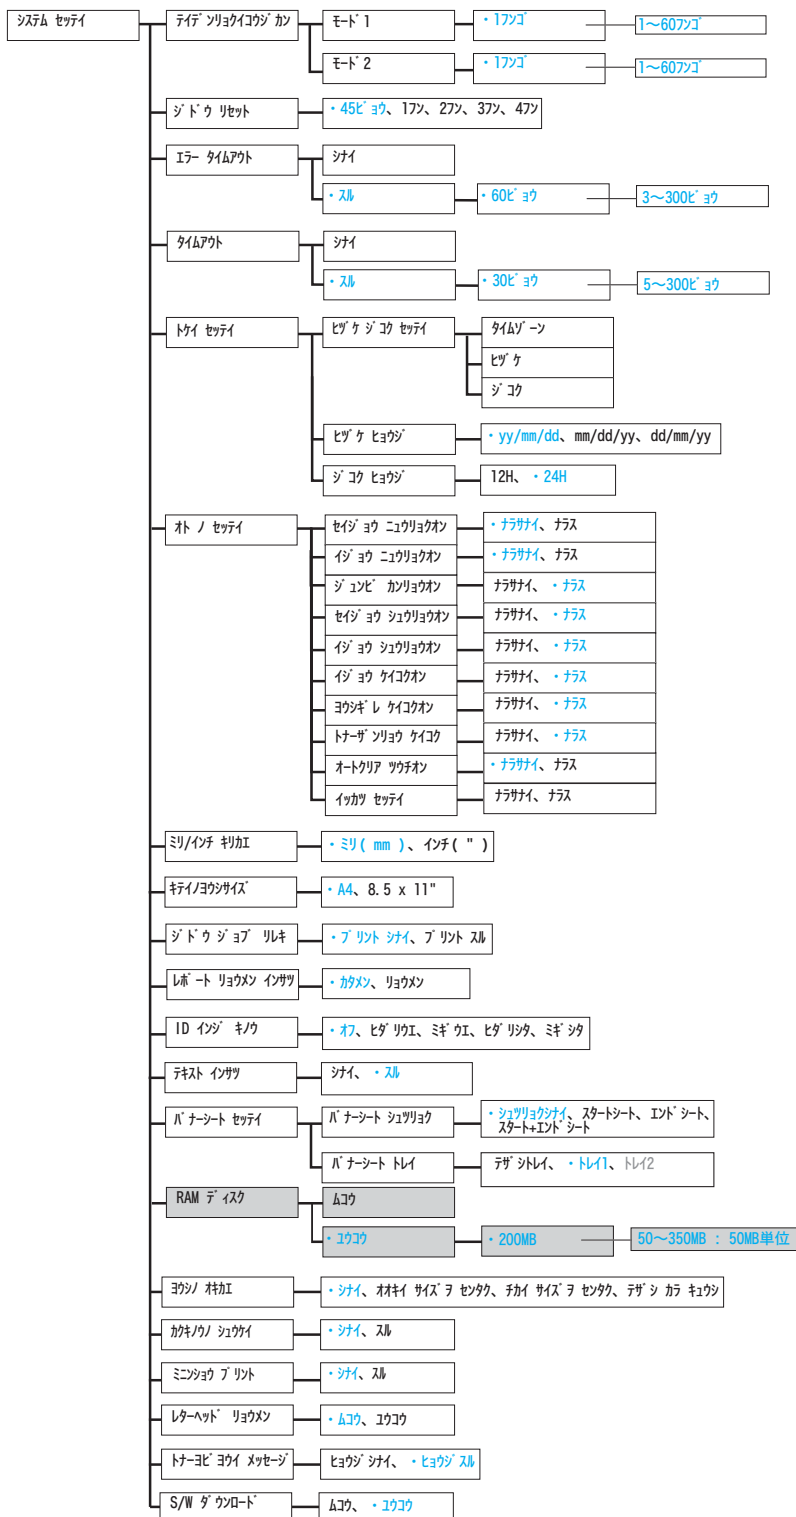 ｼｽﾃﾑ ｾｯﾃｲ
ﾃｲﾃﾞﾝﾘｮｸｲｺｳｼﾞｶﾝ
ﾓｰﾄﾞ1
・1ﾌﾝｺﾞ
1～60ﾌﾝｺﾞ
ﾓｰﾄﾞ2
・1ﾌﾝｺﾞ
1～60ﾌﾝｺﾞ
ｼﾞﾄﾞｳ ﾘｾｯﾄ
・45ﾋﾞｮｳ、1ﾌﾝ、2ﾌﾝ、3ﾌﾝ、4ﾌﾝ
ｴﾗｰ ﾀｲﾑｱｳﾄ
ｼﾅｲ
・ｽﾙ
・60ﾋﾞｮｳ
3～300ﾋﾞｮｳ
ﾀｲﾑｱｳﾄ
ｼﾅｲ
・ｽﾙ
・30ﾋﾞｮｳ
5～300ﾋﾞｮｳ
ﾄｹｲ ｾｯﾃｲ
ﾋﾂﾞｹ ｼﾞｺｸ ｾｯﾃｲ
ﾀｲﾑｿﾞｰﾝ
ﾋﾂﾞｹ
ｼﾞｺｸ
ﾋﾂﾞｹ ﾋｮｳｼﾞ
・yy/mm/dd、mm/dd/yy、dd/mm/yy
ｼﾞｺｸ ﾋｮｳｼﾞ
12H、・24H
ｵﾄ ﾉ ｾｯﾃｲ
ｾｲｼﾞｮｳ ﾆｭｳﾘｮｸｵﾝ
・ﾅﾗｻﾅｲ、ﾅﾗｽ
ｲｼﾞｮｳ ﾆｭｳﾘｮｸｵﾝ
・ﾅﾗｻﾅｲ、ﾅﾗｽ
ｼﾞｭﾝﾋﾞ ｶﾝﾘｮｳｵﾝ
ﾅﾗｻﾅｲ、・ﾅﾗｽ
ｾｲｼﾞｮｳ ｼｭｳﾘｮｳｵﾝ
ﾅﾗｻﾅｲ、・ﾅﾗｽ
ｲｼﾞｮｳ ｼｭｳﾘｮｳｵﾝ
ﾅﾗｻﾅｲ、・ﾅﾗｽ
ｲｼﾞｮｳ ｹｲｺｸｵﾝ
ﾅﾗｻﾅｲ、・ﾅﾗｽ
ﾖｳｼｷﾞﾚ ｹｲｺｸｵﾝ
ﾅﾗｻﾅｲ、・ﾅﾗｽ
ﾄﾅｰｻﾞﾝﾘｮｳ ｹｲｺｸ
ﾅﾗｻﾅｲ、・ﾅﾗｽ
ｵｰﾄｸﾘｱ ﾂｳﾁｵﾝ
・ﾅﾗｻﾅｲ、ﾅﾗｽ
ｲｯｶﾂ ｾｯﾃｲ
ﾅﾗｻﾅｲ、ﾅﾗｽ
ﾐﾘ/ｲﾝﾁ ｷﾘｶｴ
・ﾐﾘ( mm )、ｲﾝﾁ( " )
ｷﾃｲﾉﾖｳｼｻｲｽﾞ
・A4、8.5 x 11"
ｼﾞﾄﾞｳ ｼﾞｮﾌﾞ ﾘﾚｷ
・ﾌﾟﾘﾝﾄ ｼﾅｲ、ﾌﾟﾘﾝﾄ ｽﾙ
ﾚﾎﾟｰﾄ ﾘｮｳﾒﾝ ｲﾝｻﾂ
・ｶﾀﾒﾝ、ﾘｮｳﾒﾝ
ID ｲﾝｼﾞ ｷﾉｳ
・ｵﾌ、ﾋﾀﾞﾘｳｴ、ﾐｷﾞｳｴ、ﾋﾀﾞﾘｼﾀ、ﾐｷﾞｼﾀ
ﾃｷｽﾄ ｲﾝｻﾂ
ｼﾅｲ、・ｽﾙ
ﾊﾞﾅｰｼｰﾄ ｾｯﾃｲ
ﾊﾞﾅｰｼｰﾄ ｼｭﾂﾘｮｸ
・ｼｭﾂﾘｮｸｼﾅｲ、ｽﾀｰﾄｼｰﾄ、ｴﾝﾄﾞｼｰﾄ、
ｽﾀｰﾄ+ｴﾝﾄﾞｼｰﾄ
ﾊﾞﾅｰｼｰﾄ ﾄﾚｲ
ﾃｻﾞｼﾄﾚｲ、・ﾄﾚｲ1、ﾄﾚｲ2
RAM ﾃﾞｨｽｸ
ﾑｺｳ
・ﾕｳｺｳ
・200MB
50～350MB : 50MB単位
ﾖｳｼﾉ ｵｷｶｴ
・ｼﾅｲ、ｵｵｷｲ ｻｲｽﾞｦ ｾﾝﾀｸ、ﾁｶｲ ｻｲｽﾞｦ ｾﾝﾀｸ、ﾃｻﾞｼ ｶﾗ ｷｭｳｼ
ｶｸｷﾉｳﾉ ｼｭｳｹｲ
・ｼﾅｲ、ｽﾙ
ﾐﾆﾝｼｮｳ ﾌﾟﾘﾝﾄ
・ｼﾅｲ、ｽﾙ
ﾚﾀｰﾍｯﾄﾞ ﾘｮｳﾒﾝ
・ﾑｺｳ、ﾕｳｺｳ
ﾄﾅｰﾖﾋﾞﾖｳｲ ﾒｯｾｰｼﾞ
ﾋｮｳｼﾞｼﾅｲ、・ﾋｮｳｼﾞｽﾙ
S/W ﾀﾞｳﾝﾛｰﾄﾞ
ﾑｺｳ、・ﾕｳｺｳ